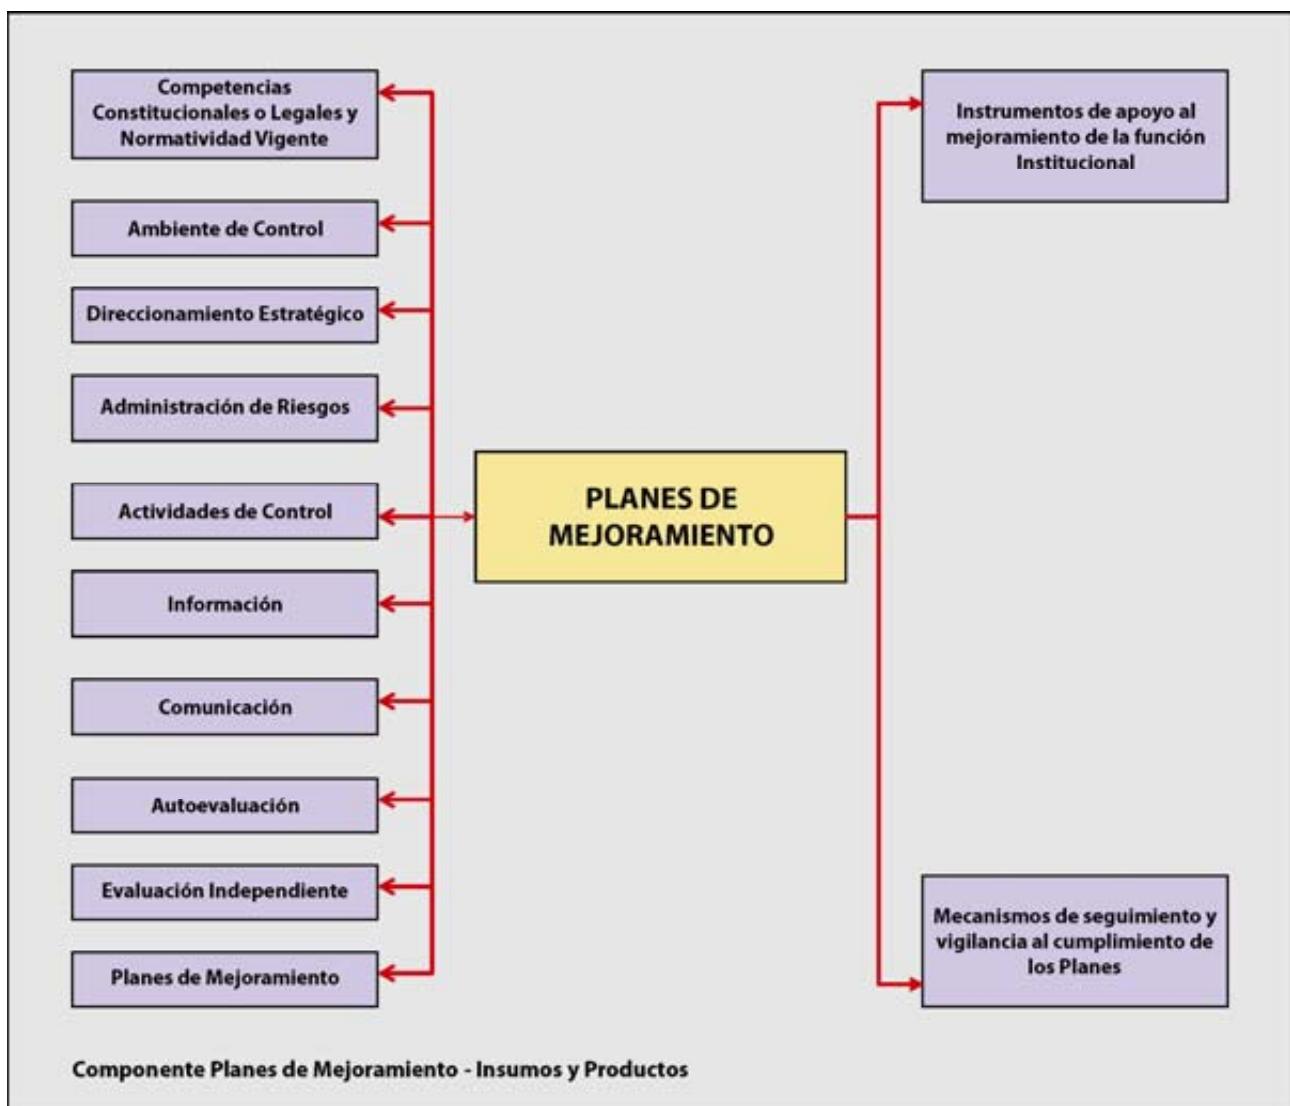 Competencias
Constitucionales o Legales y
Normatividad Vigente
Ambiente de Control
Direccionamiento Estratégico
Administración de Riesgos
Actividades de Control
Información
Comunicación
Autoevaluación
Evaluación Independiente
Planes de Mejoramiento
PLANES DE
MEJORAMIENTO
Instrumentos de apoyo al
mejoramiento de la función
Institucional
Mecanismos de seguimiento y
vigilancia al cumplimiento de
los Planes
Componente Planes de Mejoramiento - Insumos y Productos